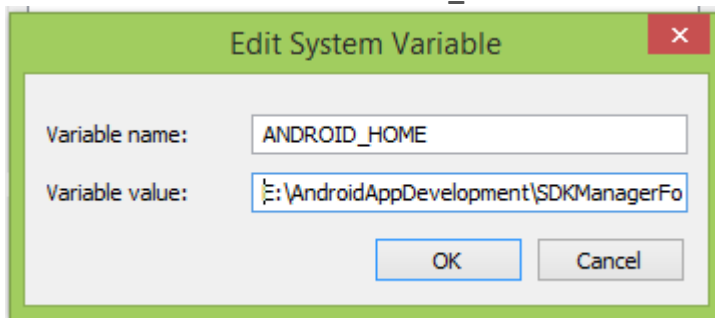 Edit System Variable
Variable name: ANDROID_HOME
Variable value: E:\AndroidAppDevelopment\SDKManagerFo
OK Cancel